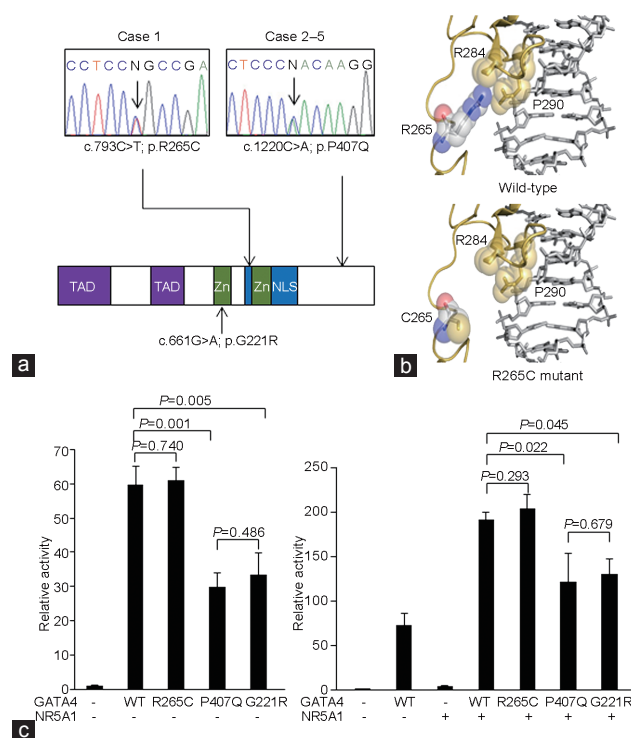 Case 1
Case 2–5
CCTCCNGCCGA
CTCCCNACAAGG
c.793C>T; p.R265C
c.1220C>A; p.P407Q
TAD
TAD
Zn
Zn
NLS
c.661G>A; p.G221R
a
R284
P290
R265
Wild-type
R284
P290
C265
R265C mutant
b
P=0.005
P=0.001
P=0.740
P=0.486
Relative activity
70
60
50
40
30
20
10
0
GATA4 - WT R265C P407Q G221R
NR5A1 - - - - -
P=0.045
P=0.022
P=0.293
P=0.679
Relative activity
250
200
150
100
50
0
GATA4 - WT - WT R265C P407Q G221R
NR5A1 - - + + + + +
c